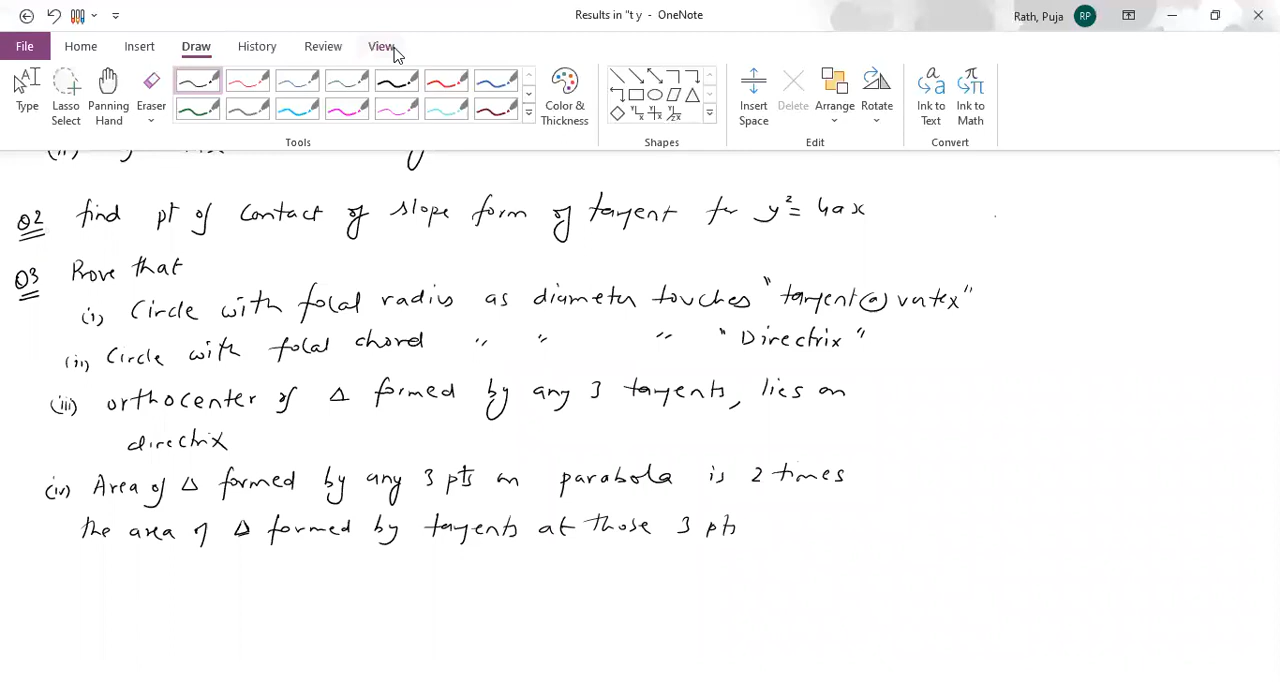 Results in "t y - OneNote
Rath, Puja RP
File Home Insert Draw History Review View
Type Lasso Select Panning Hand Eraser Color & Thickness Insert Space Delete Arrange Rotate Ink to Text Ink to Math
Tools Shapes Edit Convert
Q2 find pt of contact of slope form of tangent for y² = 4ax
Q3 Prove that
(i) Circle with focal radius as diameter touches "tangent @ vertex"
(ii) Circle with focal chord " " " "Directrix"
(iii) orthocenter of Δ formed by any 3 tangents, lies on
directrix
(iv) Area of Δ formed by any 3 pts on parabola is 2 times
the area of Δ formed by tangents at those 3 pts